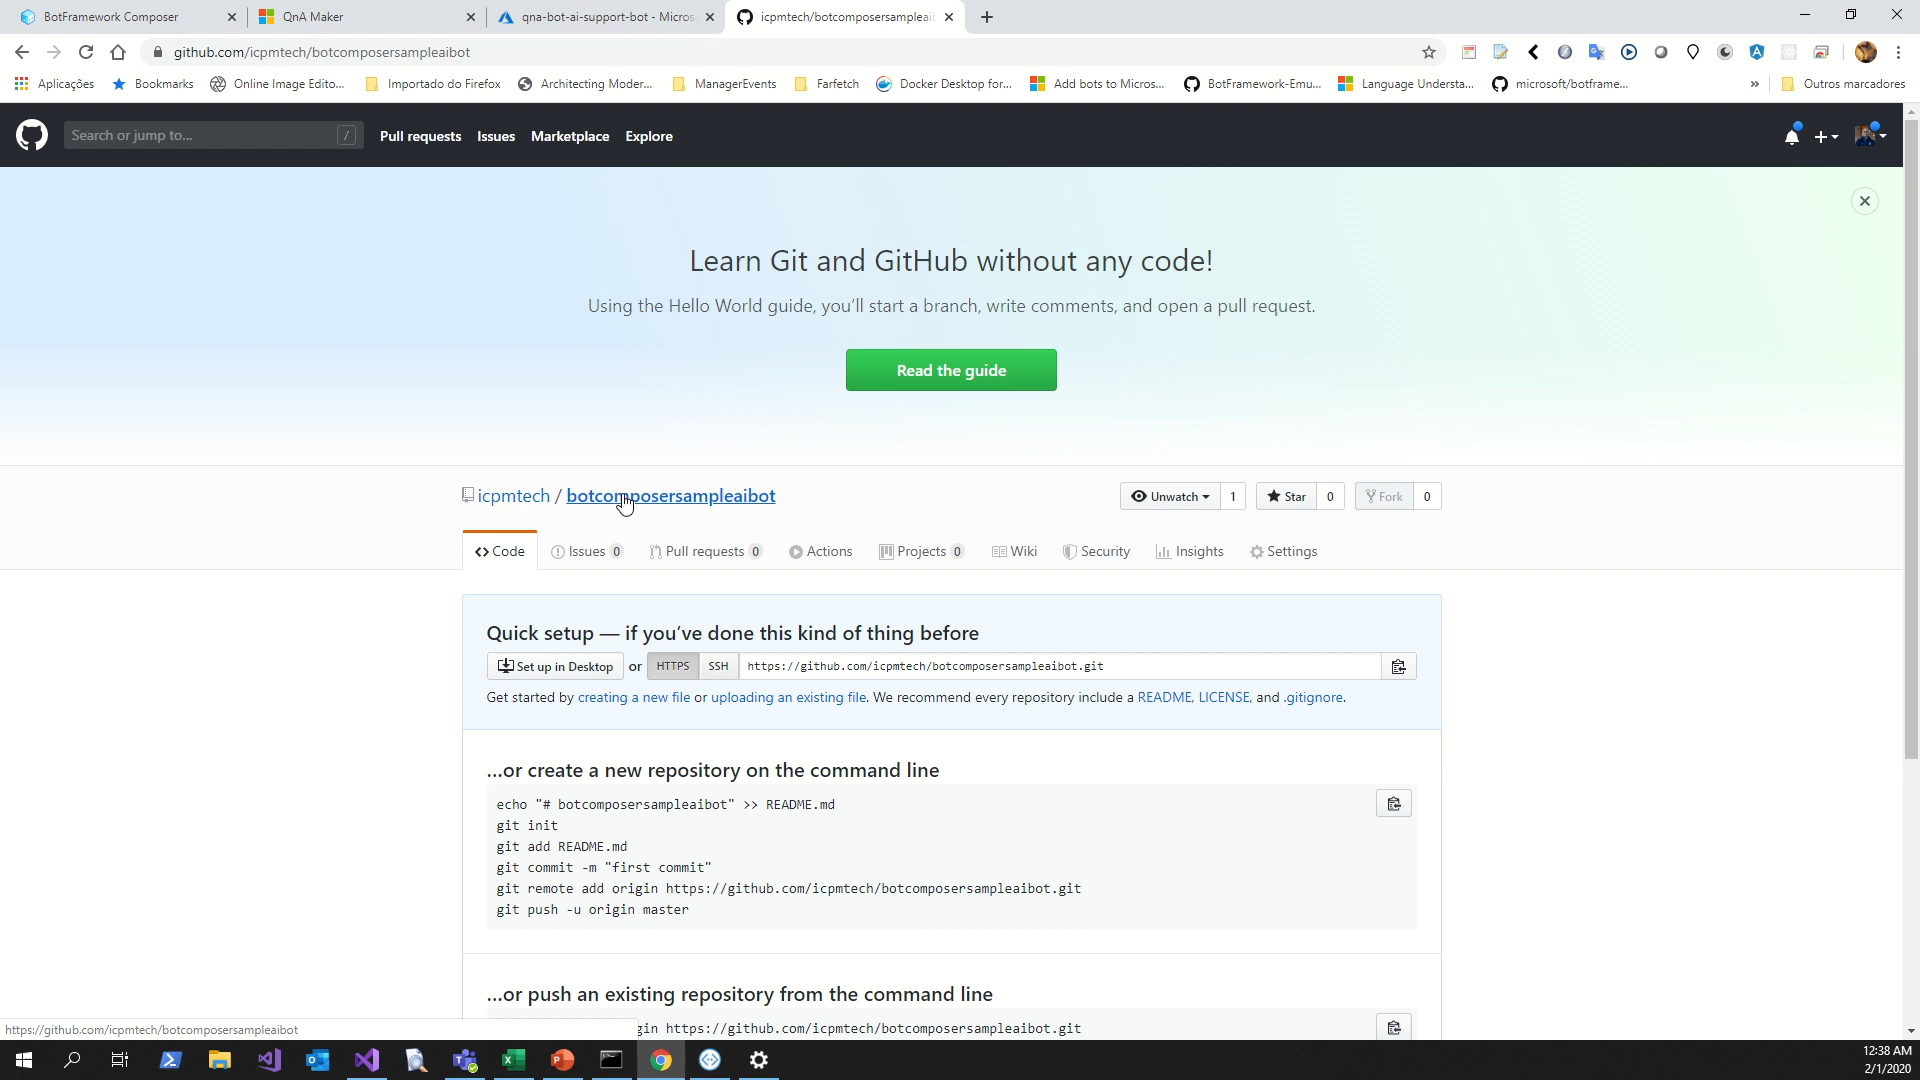 BotFramework Composer
QnA Maker
qna-bot-ai-support-bot - Micros
icpmtech/botcomposersampleai
github.com/icpmtech/botcomposersampleaibot
Aplicações
Bookmarks
Online Image Edito...
Importado do Firefox
Architecting Moder...
ManagerEvents
Farfetch
Docker Desktop for...
Add bots to Micros...
BotFramework-Emu...
Language Understa...
microsoft/botframe...
»
Outros marcadores
Search or jump to...
/
Pull requests
Issues
Marketplace
Explore
Learn Git and GitHub without any code!
Using the Hello World guide, you’ll start a branch, write comments, and open a pull request.
Read the guide
icpmtech / botcomposersampleaibot
Unwatch
1
Star
0
Fork
0
Code
Issues 0
Pull requests 0
Actions
Projects 0
Wiki
Security
Insights
Settings
Quick setup — if you’ve done this kind of thing before
Set up in Desktop
or
HTTPS
SSH
https://github.com/icpmtech/botcomposersampleaibot.git
Get started by creating a new file or uploading an existing file. We recommend every repository include a README, LICENSE, and .gitignore.
…or create a new repository on the command line
echo "# botcomposersampleaibot" >> README.md
git init
git add README.md
git commit -m "first commit"
git remote add origin https://github.com/icpmtech/botcomposersampleaibot.git
git push -u origin master
…or push an existing repository from the command line
gin https://github.com/icpmtech/botcomposersampleaibot.git
https://github.com/icpmtech/botcomposersampleaibot
12:38 AM
2/1/2020